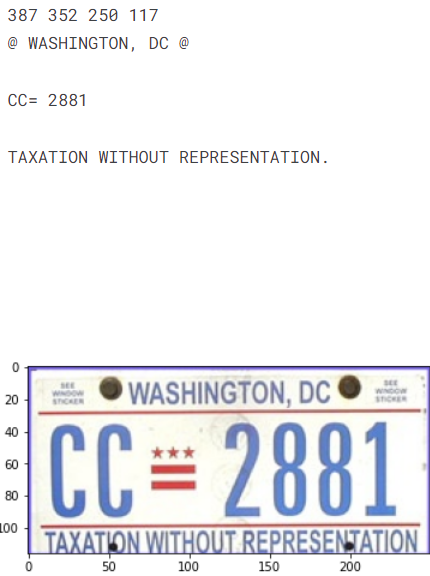 387 352 250 117
@ WASHINGTON, DC @
CC= 2881
TAXATION WITHOUT REPRESENTATION.
0
20
40
60
80
100
SEE WINDOW STICKER
WASHINGTON, DC
SEE WINDOW STICKER
CC 2881
TAXATION WITHOUT REPRESENTATION
0 50 100 150 200